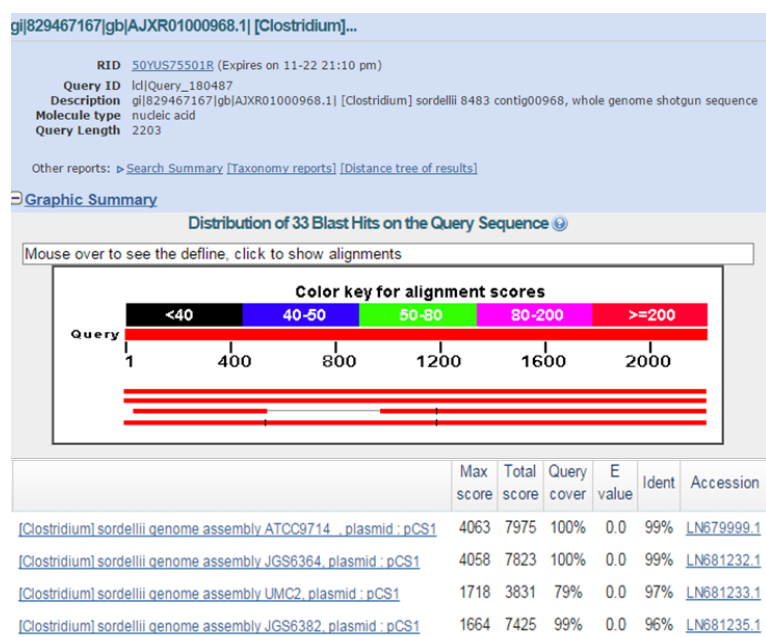 gi|829467167|gb|AJXR01000968.1| [Clostridium]...
RID 50YUS75501R (Expires on 11-22 21:10 pm)
Query ID lcl|Query_180487
Description gi|829467167|gb|AJXR01000968.1| [Clostridium] sordellii 8483 contig00968, whole genome shotgun sequence
Molecule type nucleic acid
Query Length 2203
Other reports: Search Summary [Taxonomy reports] [Distance tree of results]
Graphic Summary
Distribution of 33 Blast Hits on the Query Sequence
Mouse over to see the defline, click to show alignments
Color key for alignment scores
<40 40-50 50-80 80-200 >=200
Query
1 400 800 1200 1600 2000
Max score Total score Query cover E value Ident Accession
[Clostridium] sordellii genome assembly ATCC9714 , plasmid : pCS1 4063 7975 100% 0.0 99% LN679999.1
[Clostridium] sordellii genome assembly JGS6364, plasmid : pCS1 4058 7823 100% 0.0 99% LN681232.1
[Clostridium] sordellii genome assembly UMC2, plasmid : pCS1 1718 3831 79% 0.0 97% LN681233.1
[Clostridium] sordellii genome assembly JGS6382, plasmid : pCS1 1664 7425 99% 0.0 96% LN681235.1